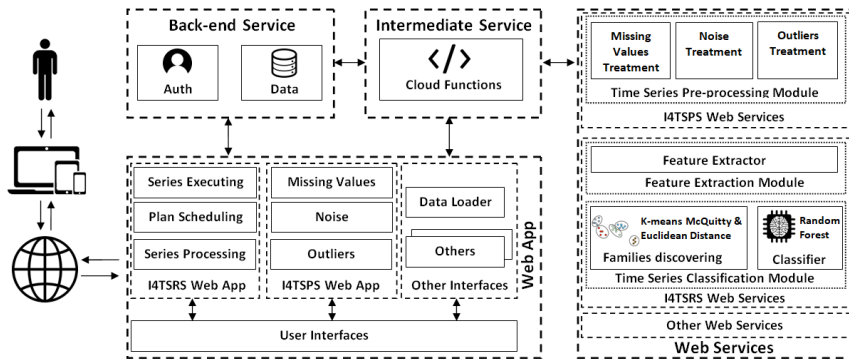 Back-end Service
Auth
Data
Intermediate Service
</>
Cloud Functions
Missing
Values
Treatment
Noise
Treatment
Outliers
Treatment
Time Series Pre-processing Module
I4TSPS Web Services
Feature Extractor
Feature Extraction Module
K-means McQuitty &
Euclidean Distance
Families discovering
Random
Forest
Classifier
Time Series Classification Module
I4TSRS Web Services
Other Web Services
Web Services
Series Executing
Plan Scheduling
Series Processing
I4TSRS Web App
Missing Values
Noise
Outliers
I4TSPS Web App
Data Loader
Others
Other Interfaces
Web App
User Interfaces